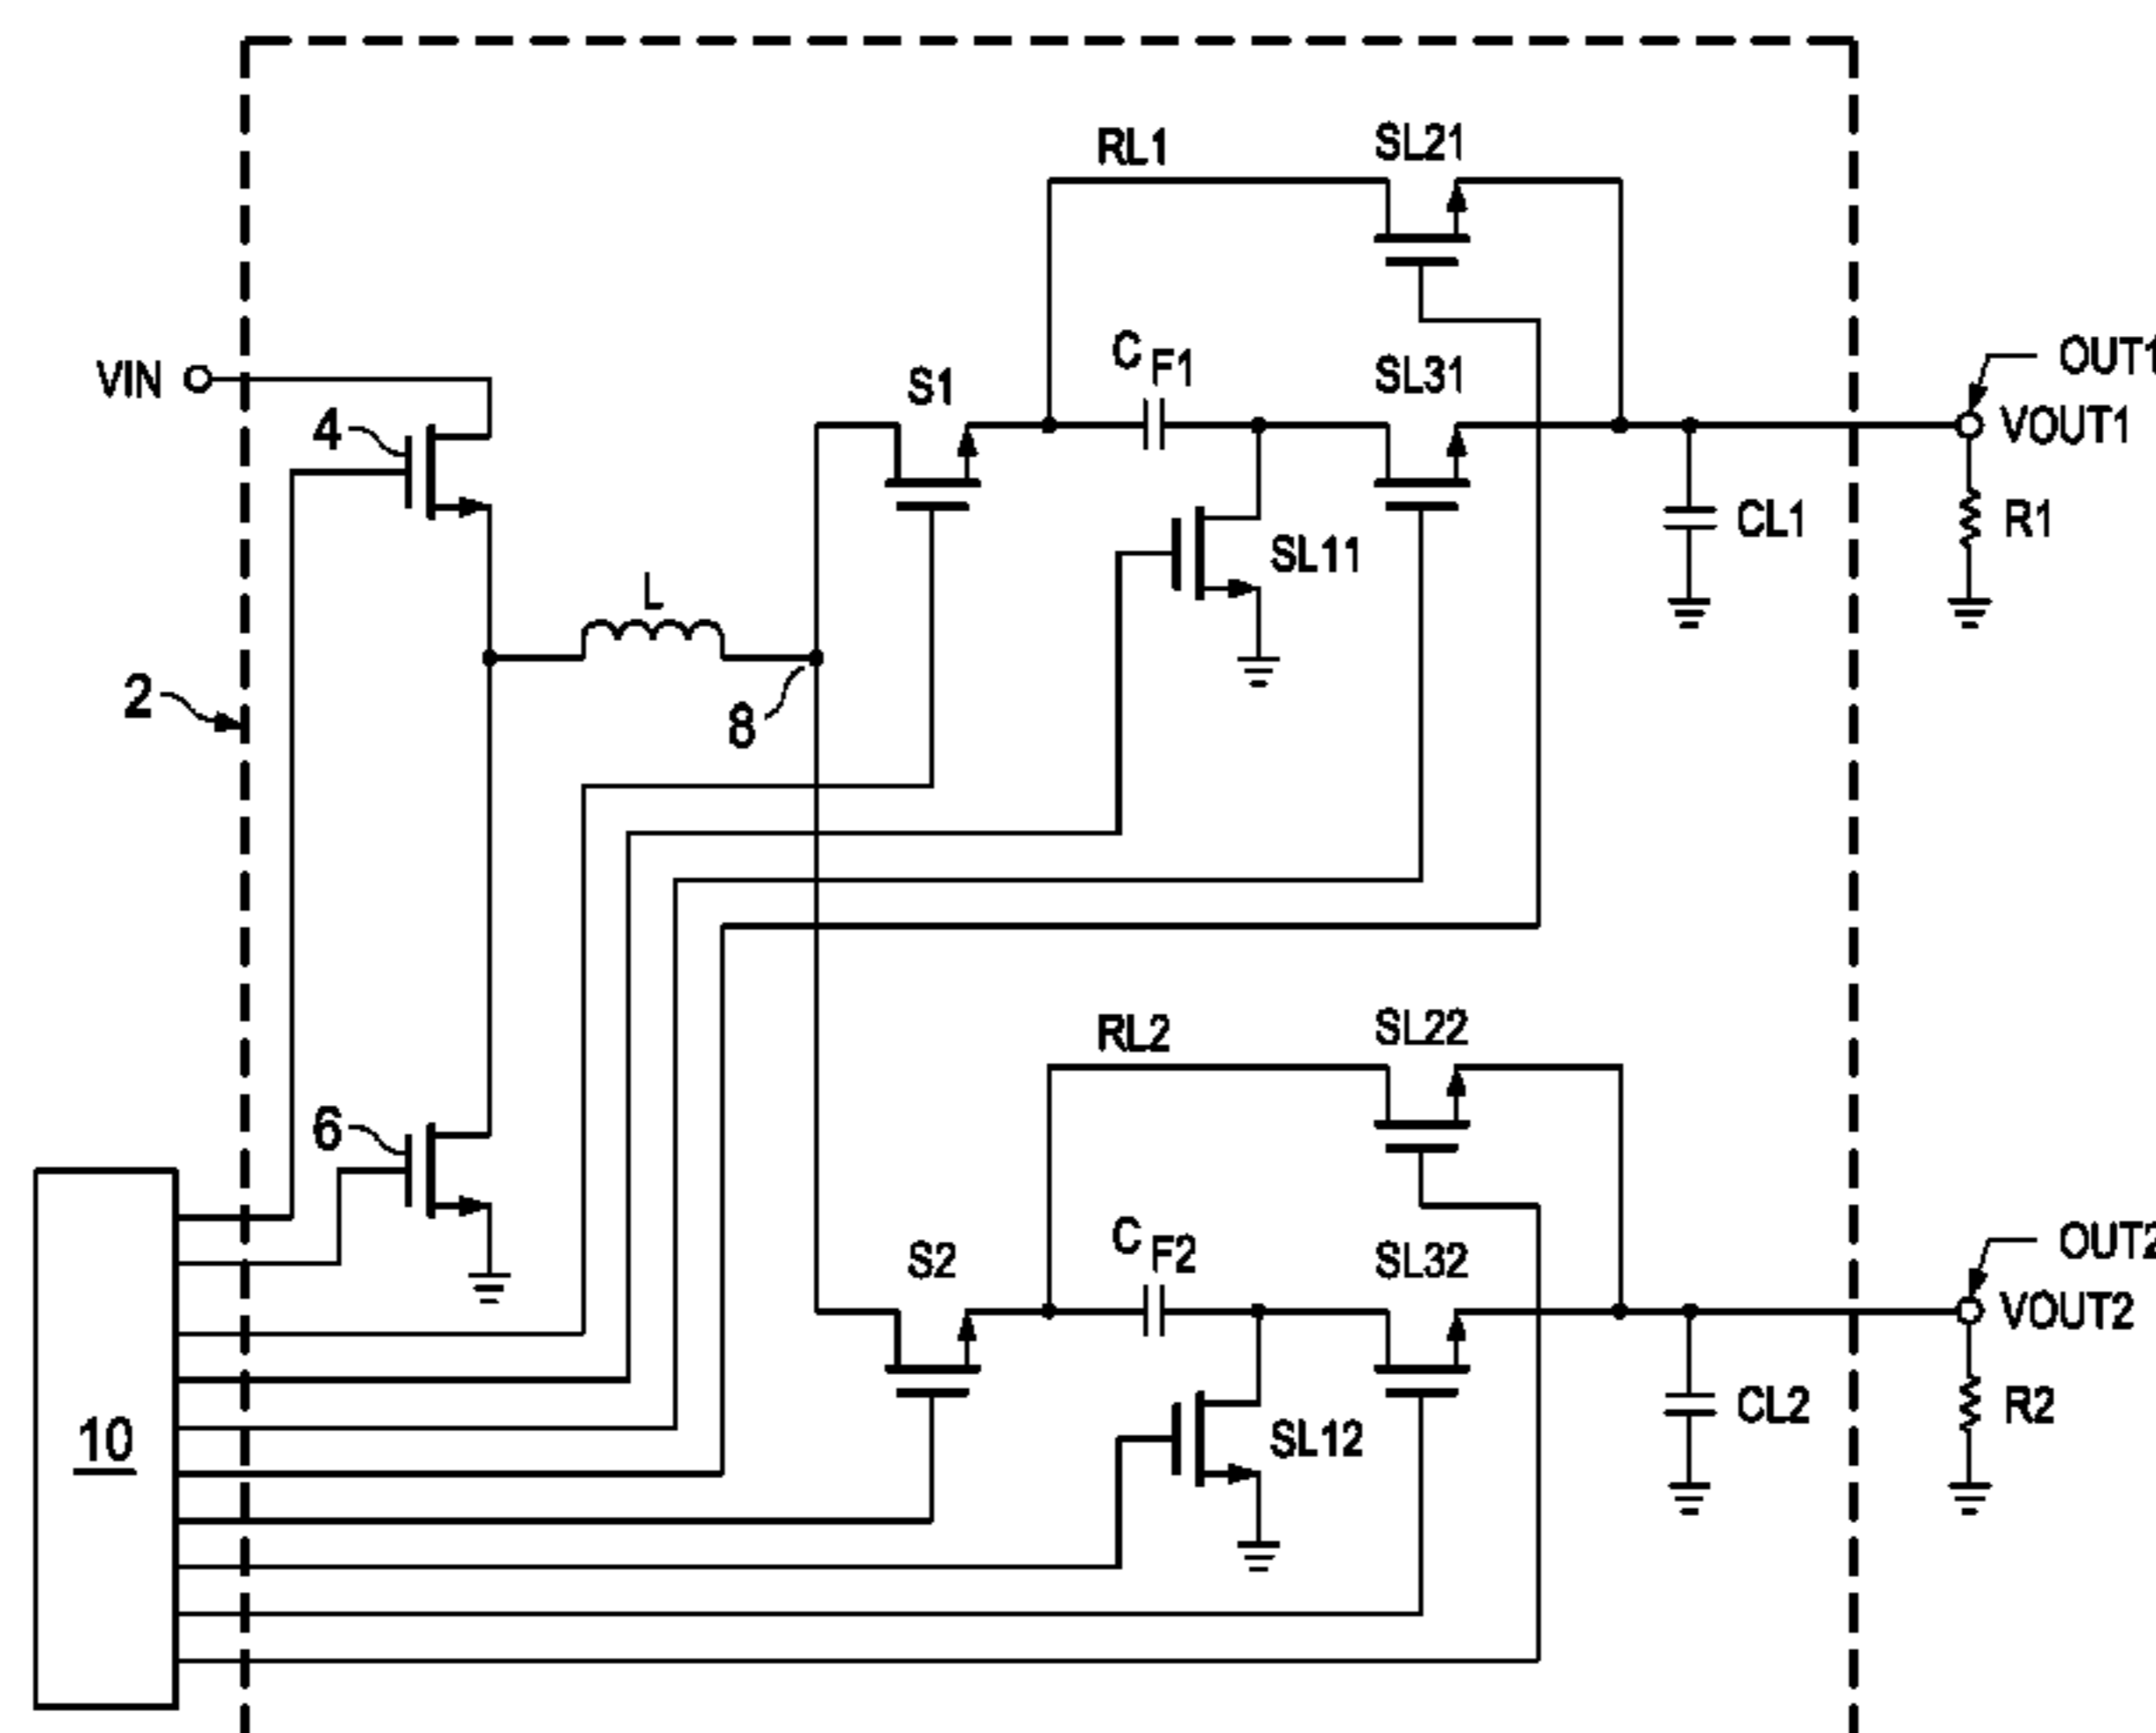 RL1
SL21
VIN
4
S1
C F1
SL31
OUT1
VOUT1
L
SL11
CL1
R1
2
8
RL2
SL22
6
S2
C F2
SL32
OUT2
VOUT2
10
SL12
CL2
R2